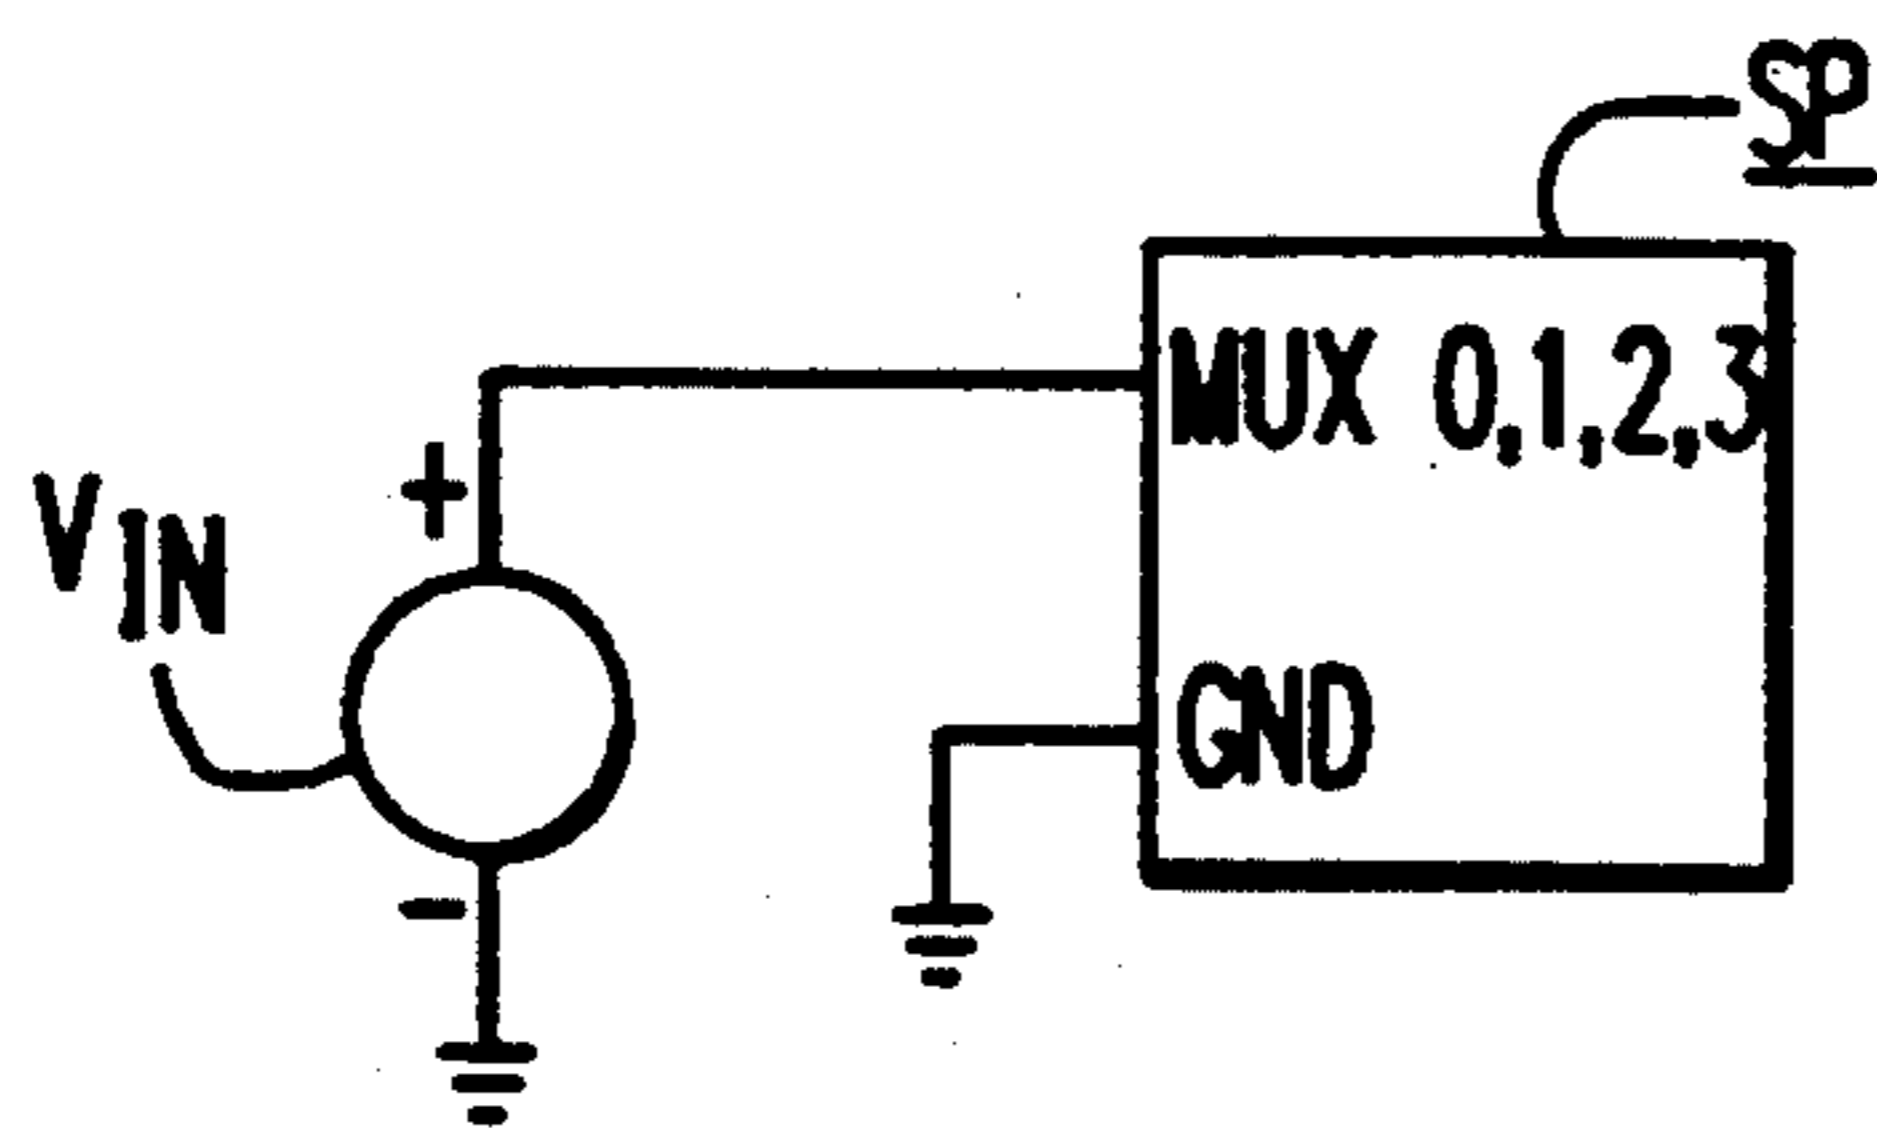 SP
MUX 0,1,2,3
+
VIN
GND
-